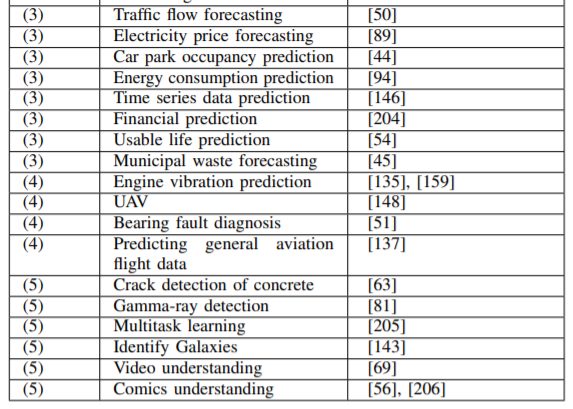 (3) Traffic flow forecasting [50]
(3) Electricity price forecasting [89]
(3) Car park occupancy prediction [44]
(3) Energy consumption prediction [94]
(3) Time series data prediction [146]
(3) Financial prediction [204]
(3) Usable life prediction [54]
(3) Municipal waste forecasting [45]
(4) Engine vibration prediction [135], [159]
(4) UAV [148]
(4) Bearing fault diagnosis [51]
(4) Predicting general aviation [137]
flight data
(5) Crack detection of concrete [63]
(5) Gamma-ray detection [81]
(5) Multitask learning [205]
(5) Identify Galaxies [143]
(5) Video understanding [69]
(5) Comics understanding [56], [206]